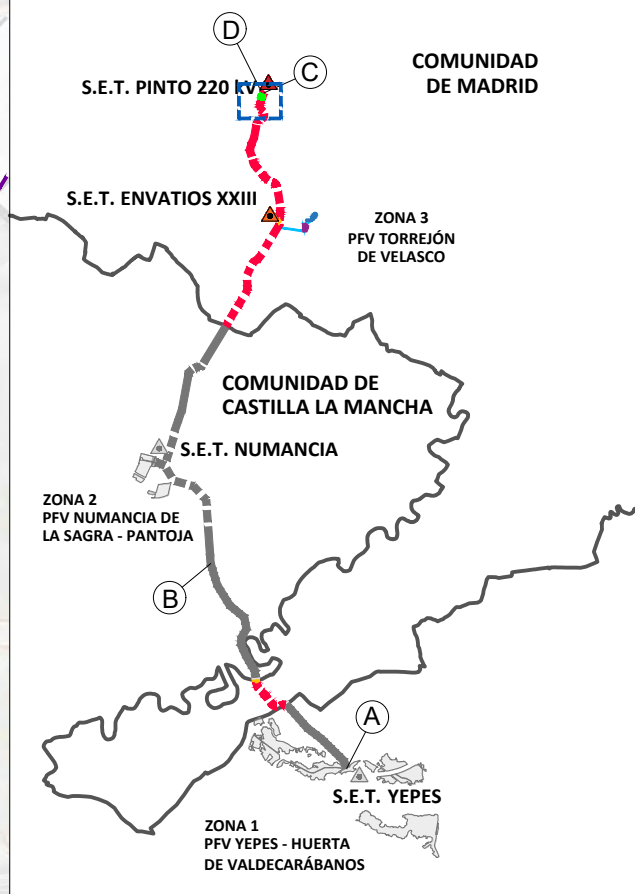 D
C
COMUNIDAD
DE MADRID
S.E.T. PINTO 220 kV
S.E.T. ENVATIOS XXIII
ZONA 3
PFV TORREJÓN
DE VELASCO
COMUNIDAD DE
CASTILLA LA MANCHA
S.E.T. NUMANCIA
ZONA 2
PFV NUMANCIA DE
LA SAGRA - PANTOJA
B
A
S.E.T. YEPES
ZONA 1
PFV YEPES - HUERTA
DE VALDECARÁBANOS